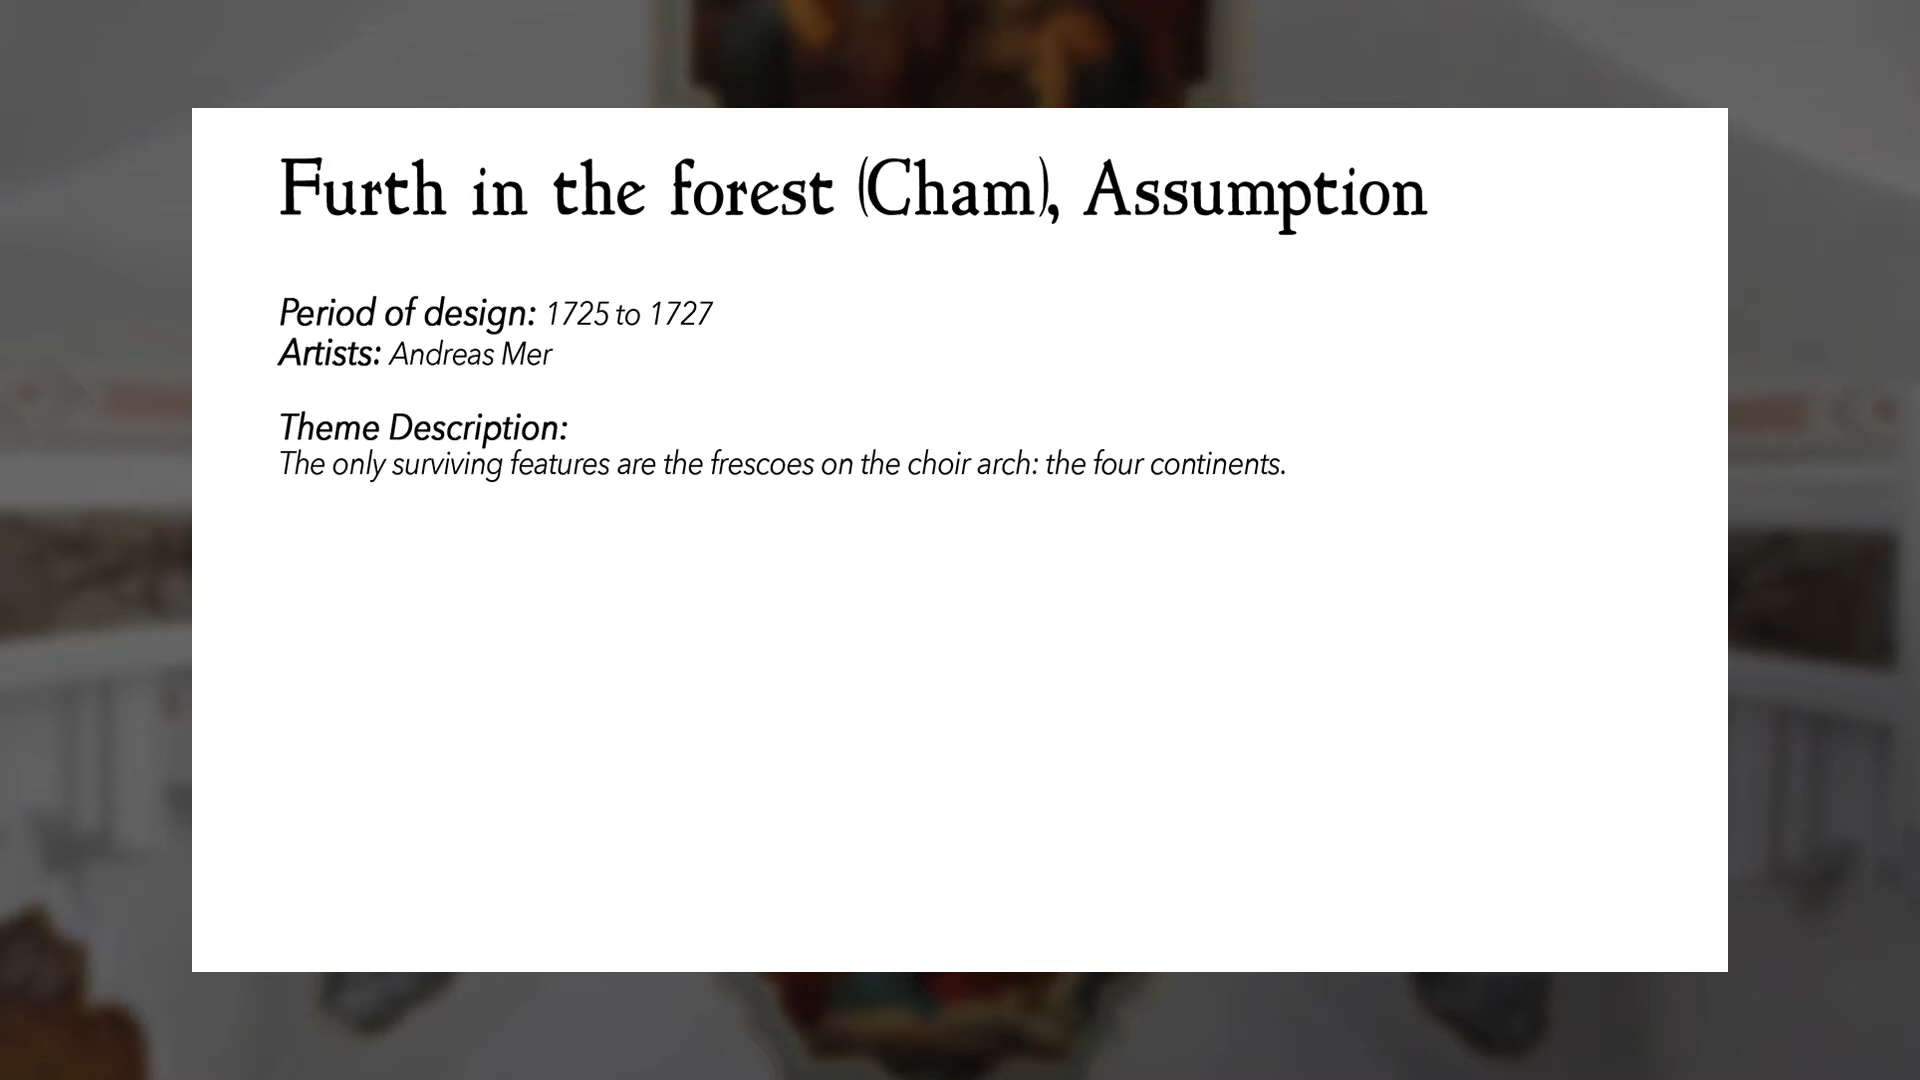 Furth in the forest (Cham), Assumption
Period of design: 1725 to 1727
Artists: Andreas Mer
Theme Description:
The only surviving features are the frescoes on the choir arch: the four continents.